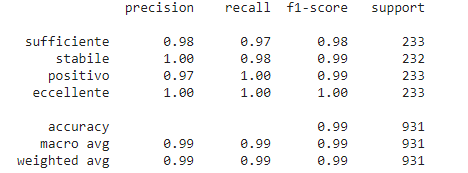 precision recall f1-score support
sufficiente 0.98 0.97 0.98 233
stabile 1.00 0.98 0.99 232
positivo 0.97 1.00 0.99 233
eccellente 1.00 1.00 1.00 233
accuracy 0.99 931
macro avg 0.99 0.99 0.99 931
weighted avg 0.99 0.99 0.99 931